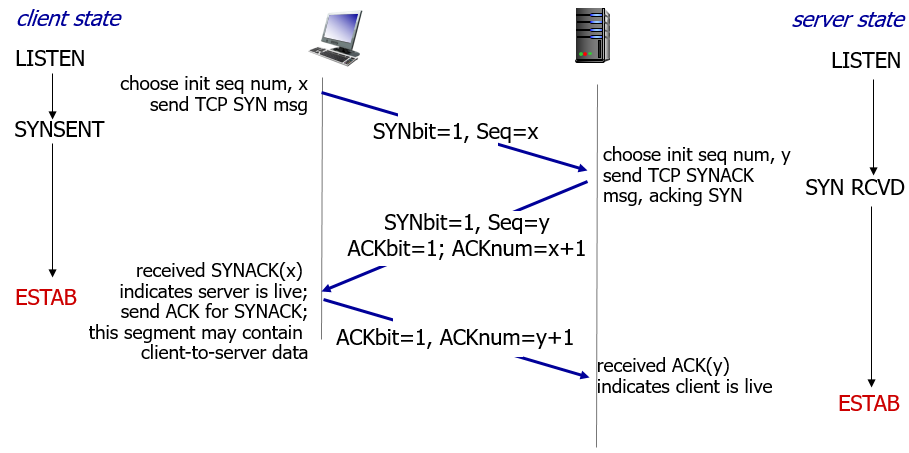 client state
server state
LISTEN
LISTEN
choose init seq num, x
send TCP SYN msg
SYNSENT
SYNbit=1, Seq=x
choose init seq num, y
send TCP SYNACK
msg, acking SYN
SYN RCVD
SYNbit=1, Seq=y
ACKbit=1; ACKnum=x+1
received SYNACK(x)
indicates server is live;
send ACK for SYNACK;
this segment may contain
client-to-server data
ESTAB
ACKbit=1, ACKnum=y+1
received ACK(y)
indicates client is live
ESTAB